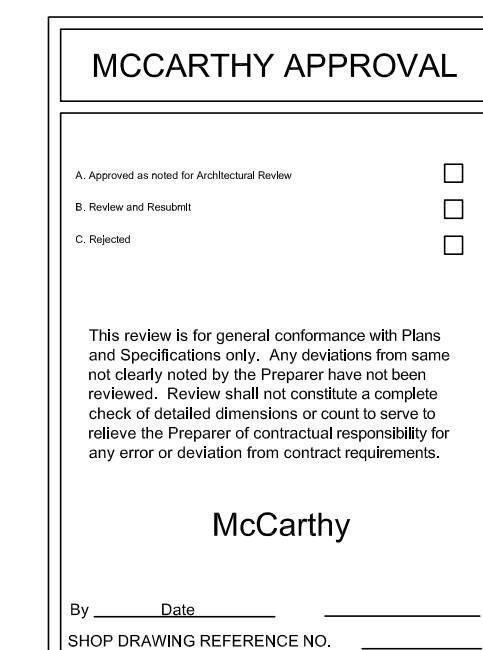 MCCARTHY APPROVAL
A. Approved as noted for Architectural Review
B. Review and Resubmit
C. Rejected
This review is for general conformance with Plans
and Specifications only. Any deviations from same
not clearly noted by the Preparer have not been
reviewed. Review shall not constitute a complete
check of detailed dimensions or count to serve to
relieve the Preparer of contractual responsibility for
any error or deviation from contract requirements.
McCarthy
By Date
SHOP DRAWING REFERENCE NO.